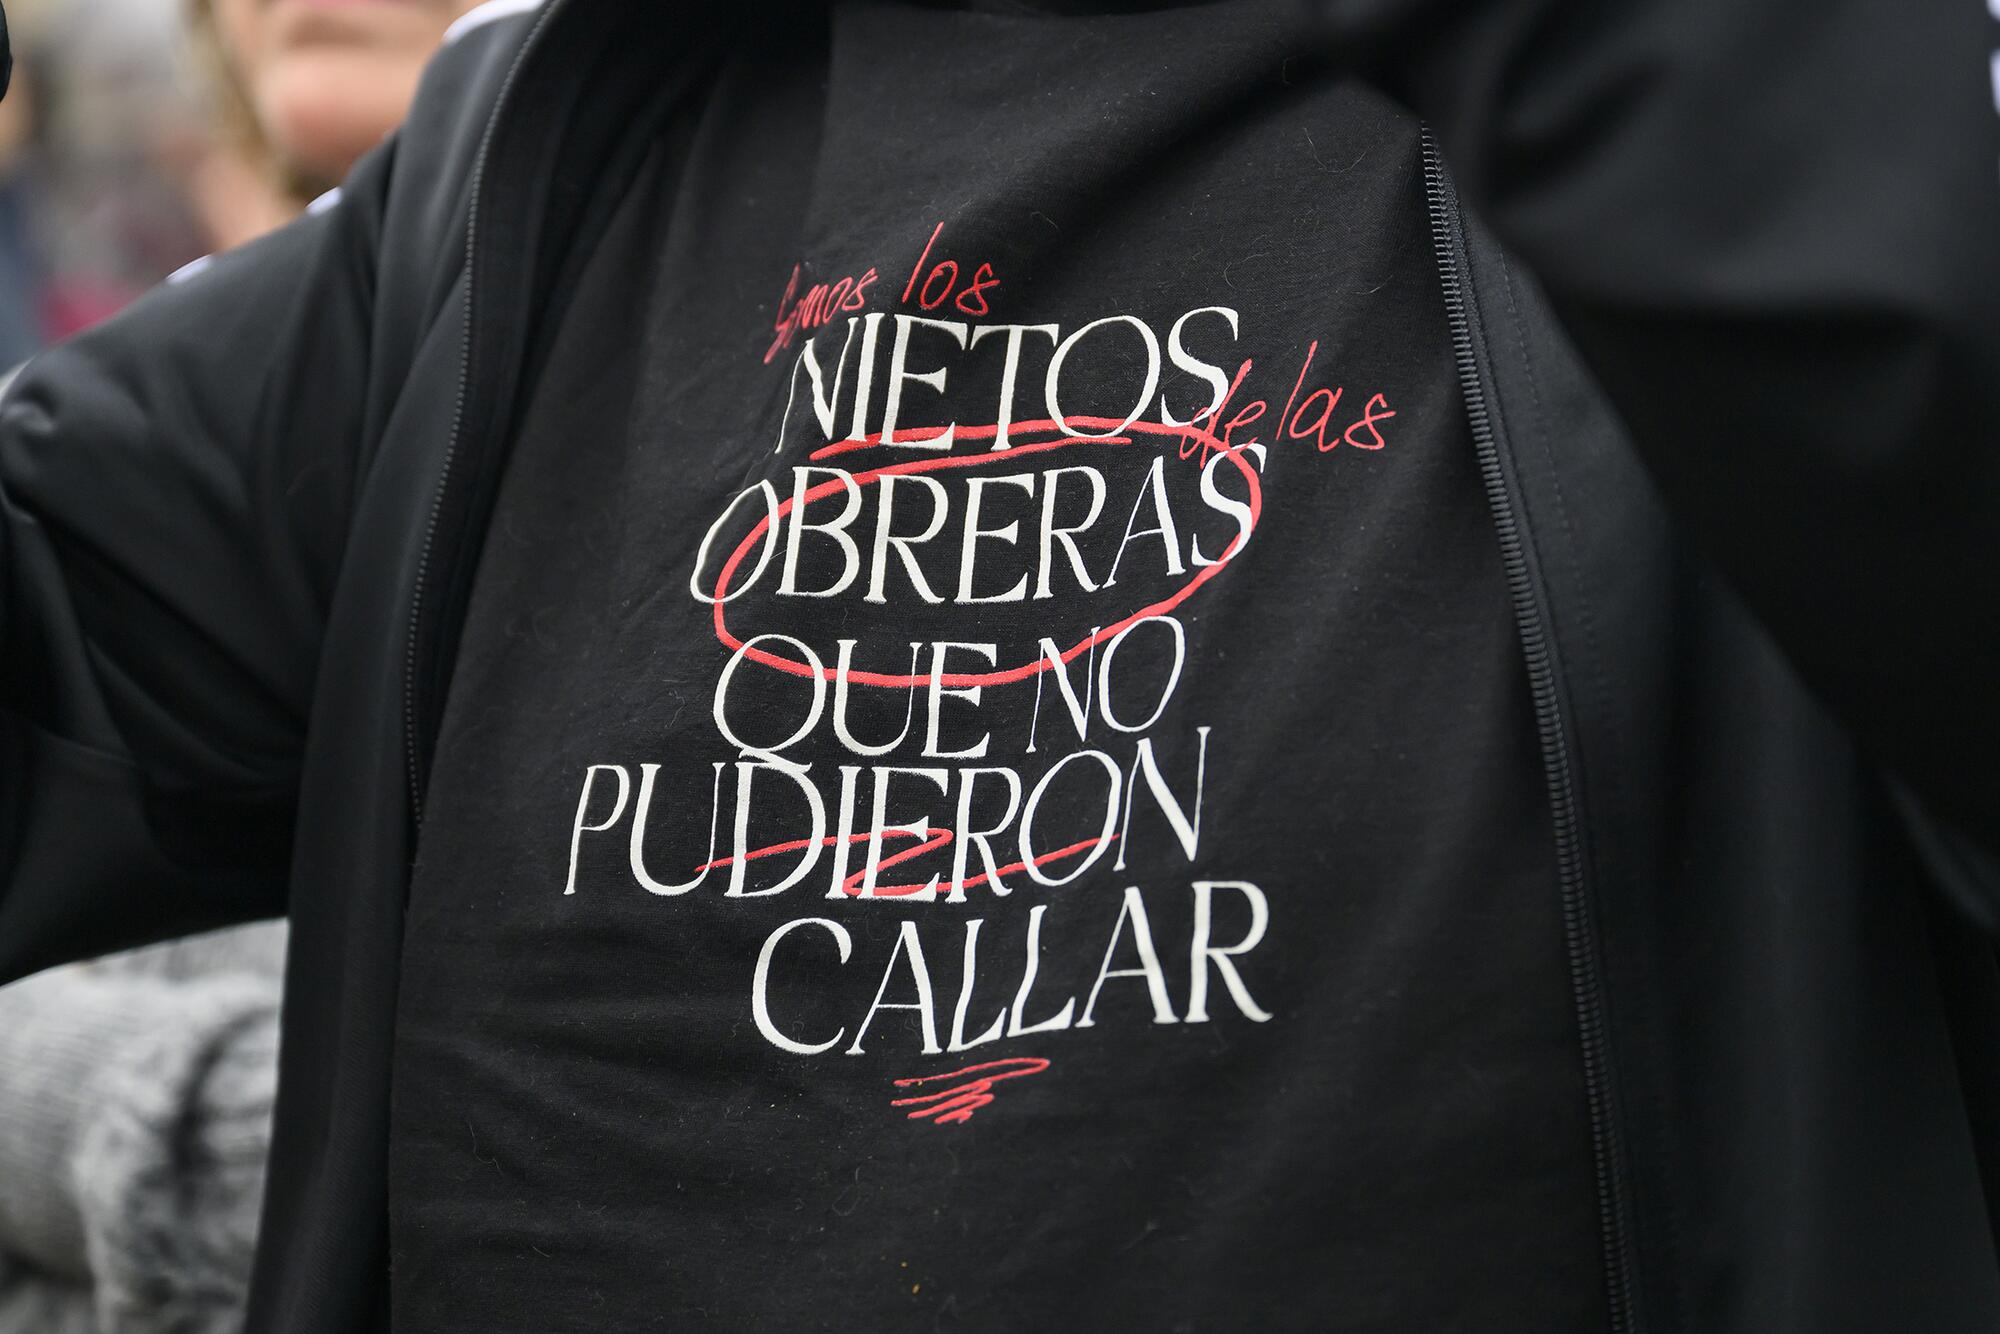 Somos los
NIETOS
de las
OBRERAS
QUE NO
PUDIERON
CALLAR